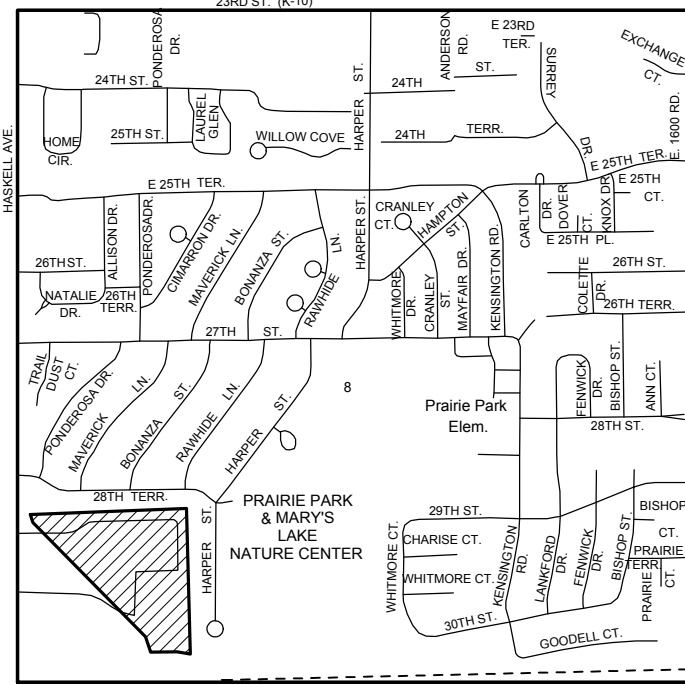 23RD ST. (K-10)
HASKELL AVE.
PONDEROSA
DR.
ANDERSON
RD.
E 23RD
TER.
SURREY
DR.
EXCHANGE
CT.
E. 1600 RD.
24TH ST.
HARPER ST.
24TH ST.
25TH ST.
LAUREL
GLEN
WILLOW COVE
24TH TERR.
HOME
CIR.
E 25TH TER.
E 25TH TER.
ALLISON DR.
PONDEROSADR.
CIMARRON DR.
MAVERICK LN.
BONANZA ST.
RAWHIDE LN.
HARPER ST.
CRANLEY
CT.
HAMPTON
ST.
CARLTON
DR.
DOVER
CT.
KNOX DR.
E 25TH
CT.
E 25TH PL.
26TH ST.
NATALIE
DR.
26TH
TERR.
WHITMORE
DR.
CRANLEY
ST.
MAYFAIR DR.
KENSINGTON RD.
COLETTE
DR.
26TH ST.
26TH TERR.
27TH ST.
TRAIL
DUST
CT.
PONDEROSA DR.
MAVERICK LN.
BONANZA ST.
RAWHIDE LN.
HARPER ST.
8
Prairie Park
Elem.
FENWICK
DR.
BISHOP ST.
ANN CT.
28TH ST.
28TH TERR.
HARPER ST.
PRAIRIE PARK
& MARY'S
LAKE
NATURE CENTER
29TH ST.
WHITMORE CT.
CHARISE CT.
WHITMORE CT.
KENSINGTON
RD.
LANKFORD
DR.
FENWICK
DR.
BISHOP ST.
BISHOP
CT.
PRAIRIE
TERR.
PRAIRIE
CT.
30TH ST.
GOODELL CT.